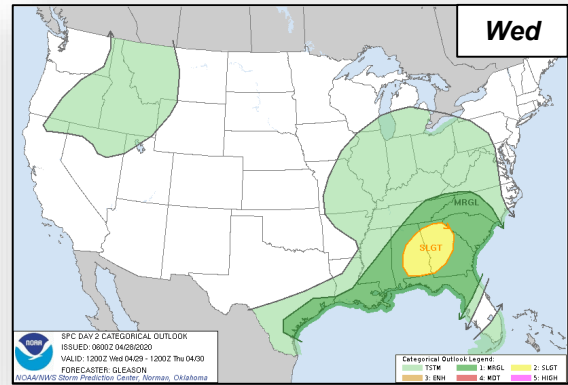 Wed
MRGL
SLGT
NOAA
SPC DAY 2 CATEGORICAL OUTLOOK
ISSUED: 0600Z 04/28/2020
VALID: 1200Z Wed 04/29 - 1200Z Thu 04/30
FORECASTER: GLEASON
NOAA/NWS Storm Prediction Center, Norman, Oklahoma
Categorical Outlook Legend:
TSTM 1: MRGL 2: SLGT
3: ENH 4: MDT 5: HIGH